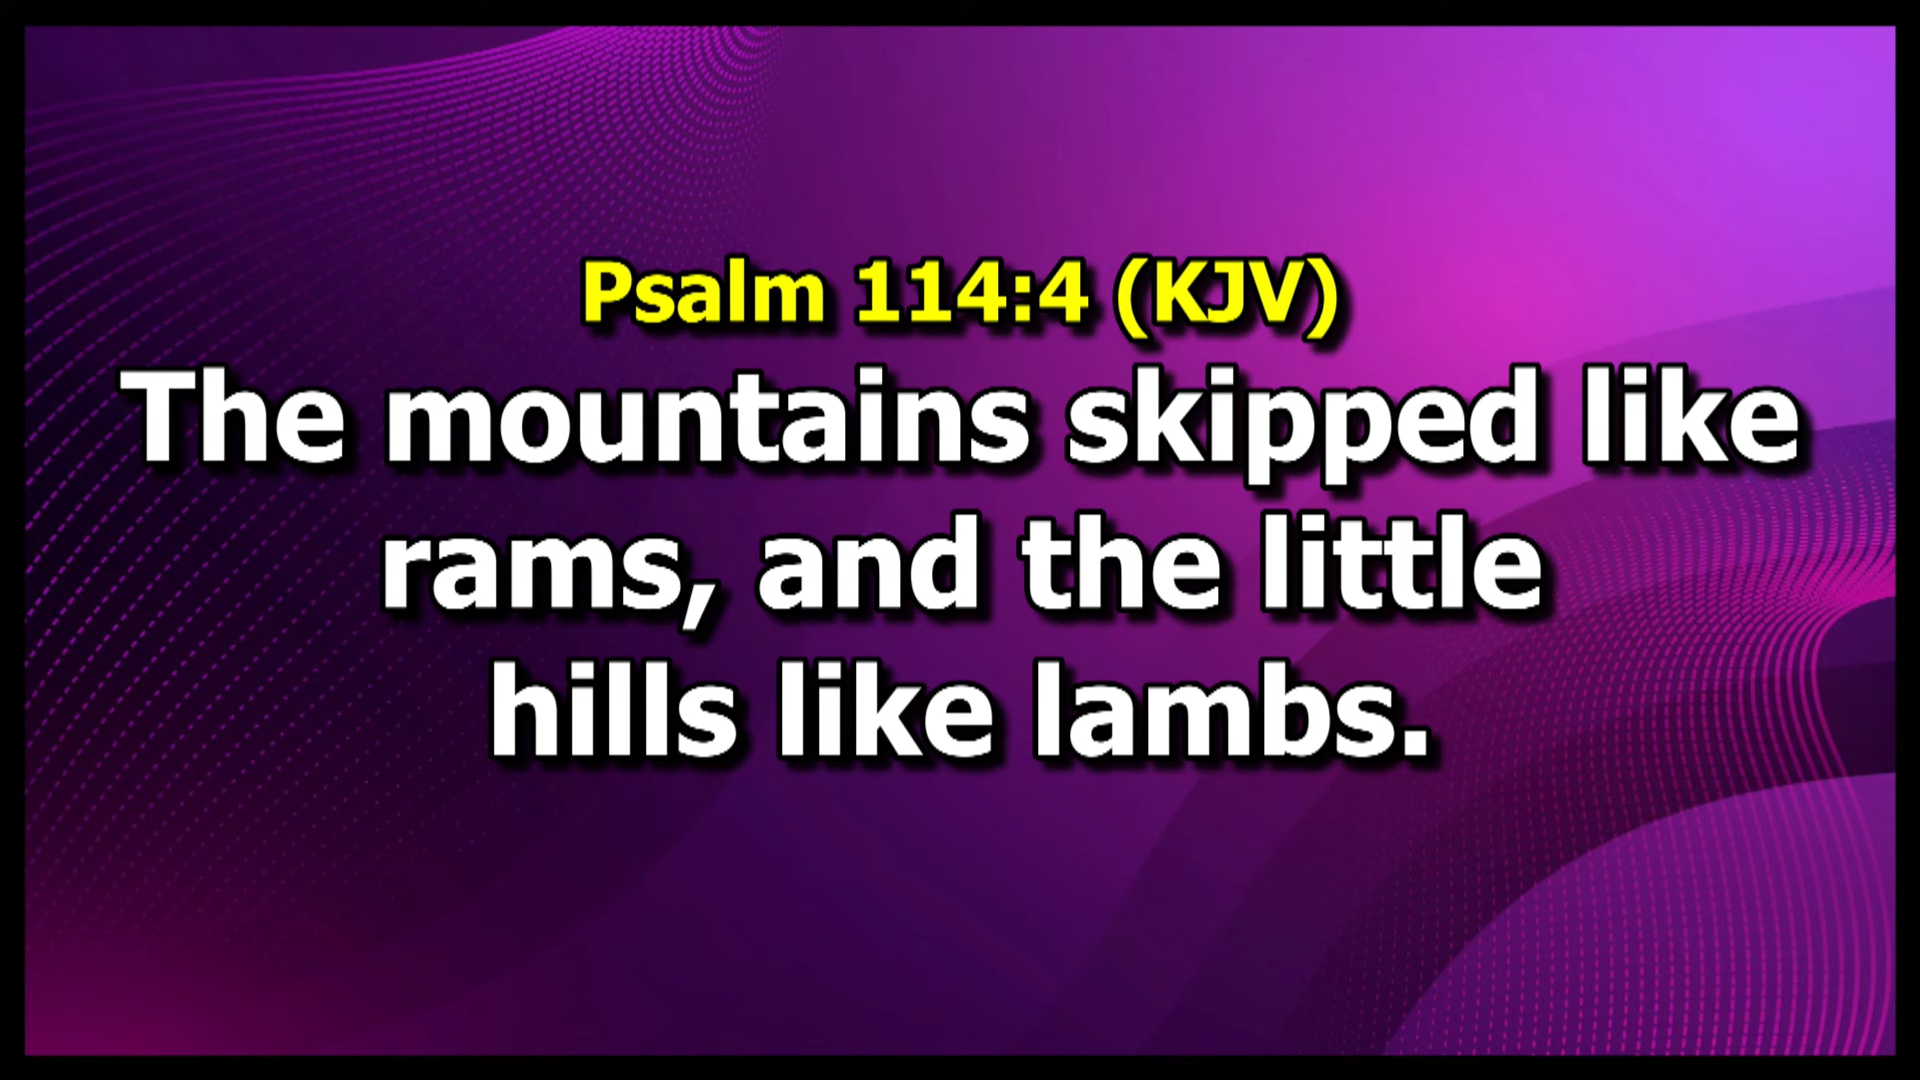 Psalm 114:4 (KJV)
The mountains skipped like
rams, and the little
hills like lambs.